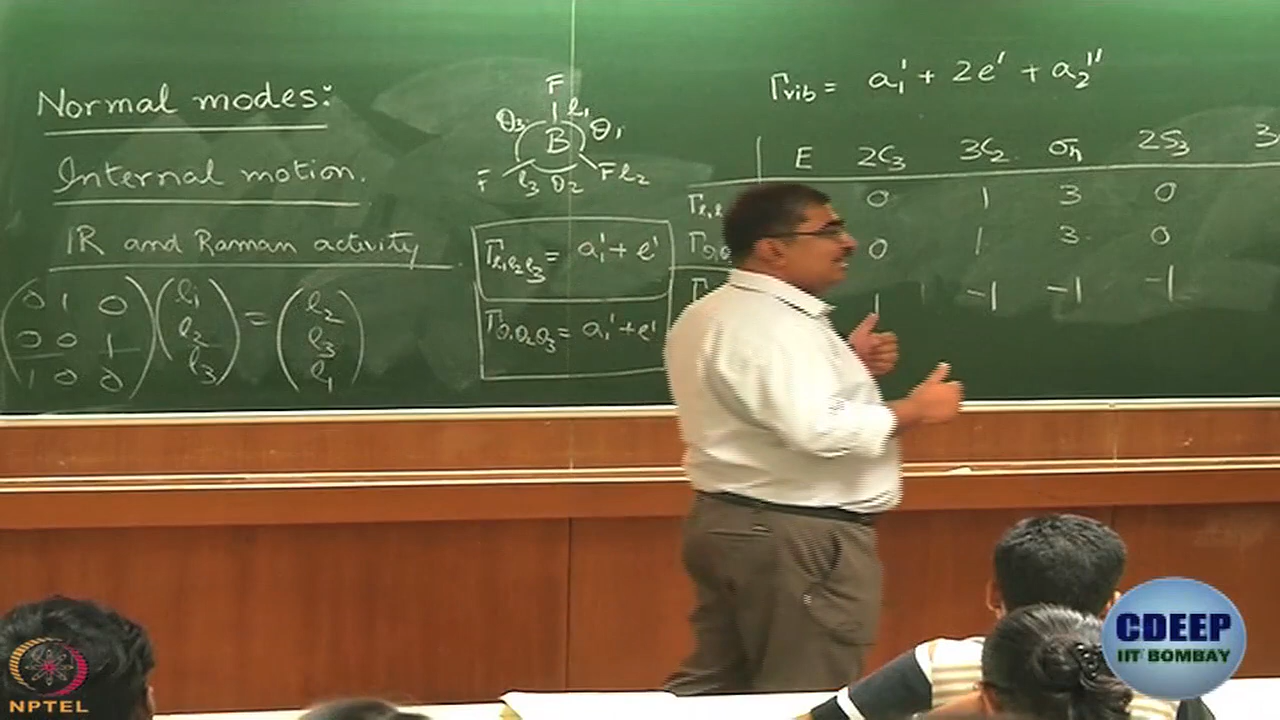 Normal modes:
Internal motion.
IR and Raman activity
0 1 0
0 0 1
1 0 0
l₁
l₂
l₃
=
l₂
l₃
l₁
F
θ₃ l₁ θ₁
B
F l₃ θ₂ F l₂
Γl₁l₂l₃ = a₁' + e'
Γθ₁θ₂θ₃ = a₁' + e'
Γvib = a₁' + 2e' + a₂''
E 2C₃ 3C₂ σh 2S₃
0 1 3 0
0 1 3 0
1 -1 -1 -1
CDEEP
IIT BOMBAY
NPTEL